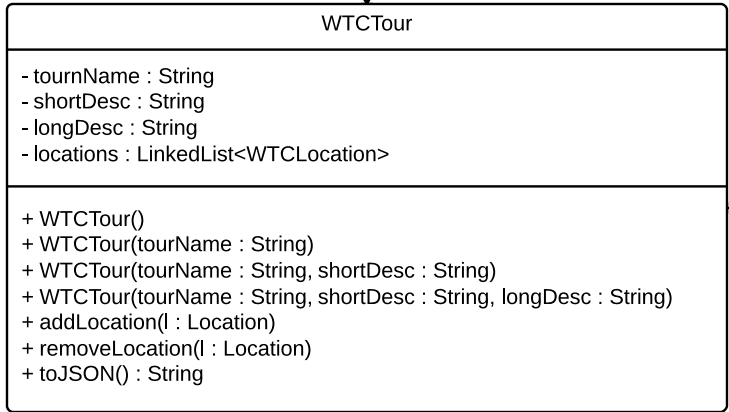 WTCTour
- tournName : String
- shortDesc : String
- longDesc : String
- locations : LinkedList<WTCLocation>
+ WTCTour()
+ WTCTour(tourName : String)
+ WTCTour(tourName : String, shortDesc : String)
+ WTCTour(tourName : String, shortDesc : String, longDesc : String)
+ addLocation(l : Location)
+ removeLocation(l : Location)
+ toJSON() : String